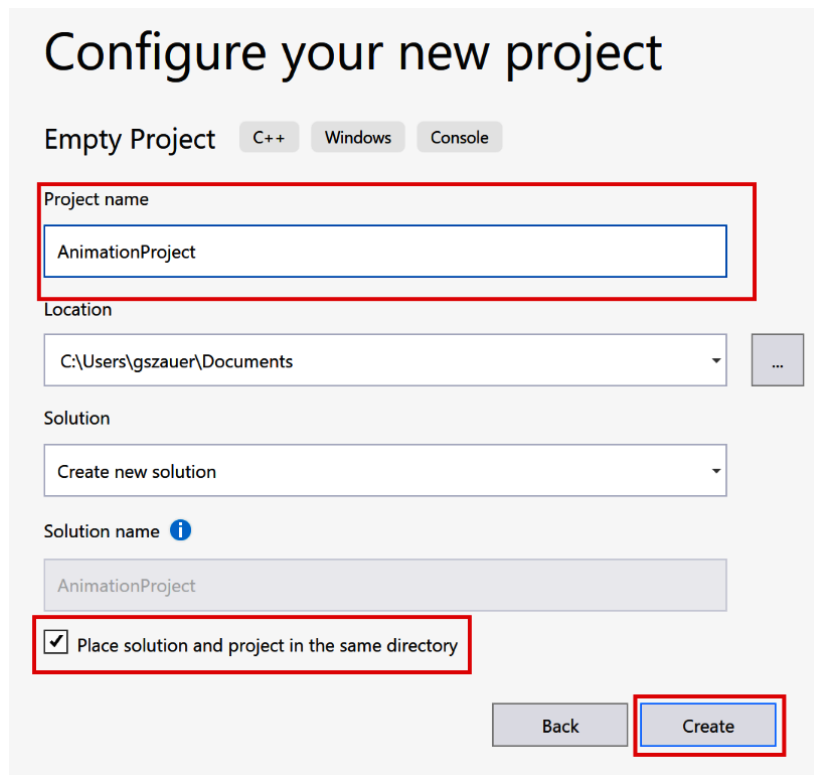 Configure your new project
Empty Project C++ Windows Console
Project name
AnimationProject
Location
C:\Users\gszauer\Documents
...
Solution
Create new solution
Solution name
AnimationProject
Place solution and project in the same directory
Back Create